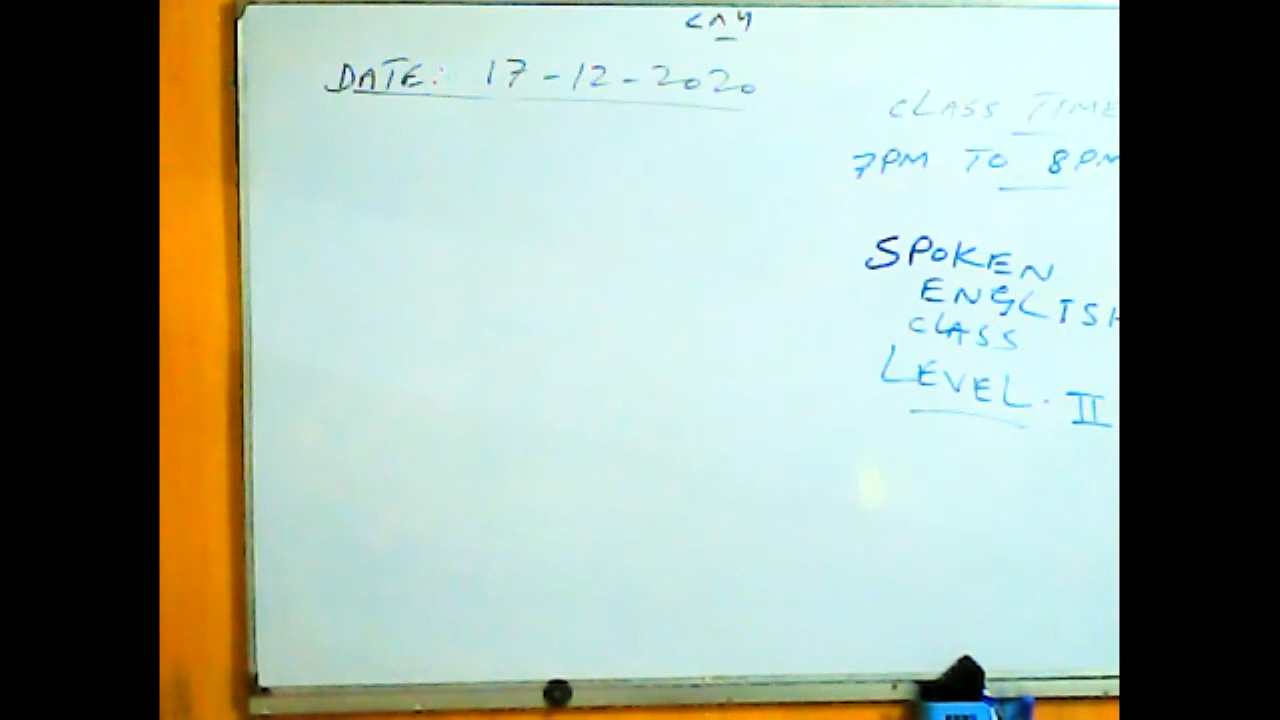 DATE: 17-12-2020
CLASS TIME
7PM TO 8PM
SPOKEN
ENGLISH
CLASS
LEVEL. II